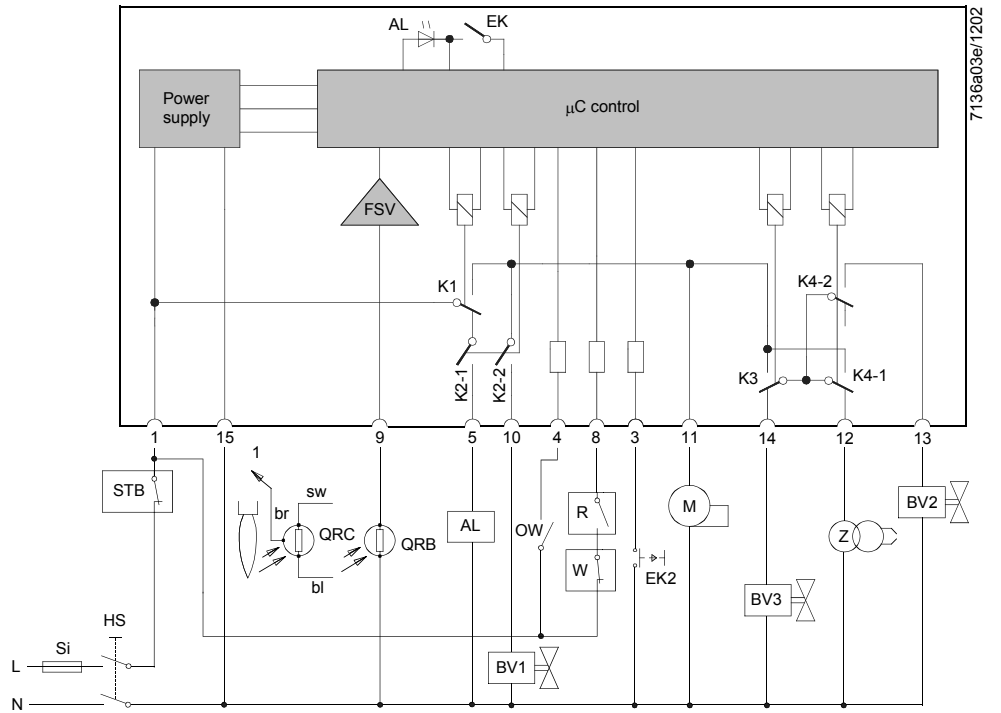 7136a03e/1202
AL
EK
Power
supply
µC control
FSV
K1
K2-1
K2-2
K3
K4-2
K4-1
1
15
9
5
10
4
8
3
11
14
12
13
STB
1
br
sw
QRC
bl
QRB
AL
OW
R
W
EK2
M
BV3
Z
BV2
BV1
HS
Si
L
N